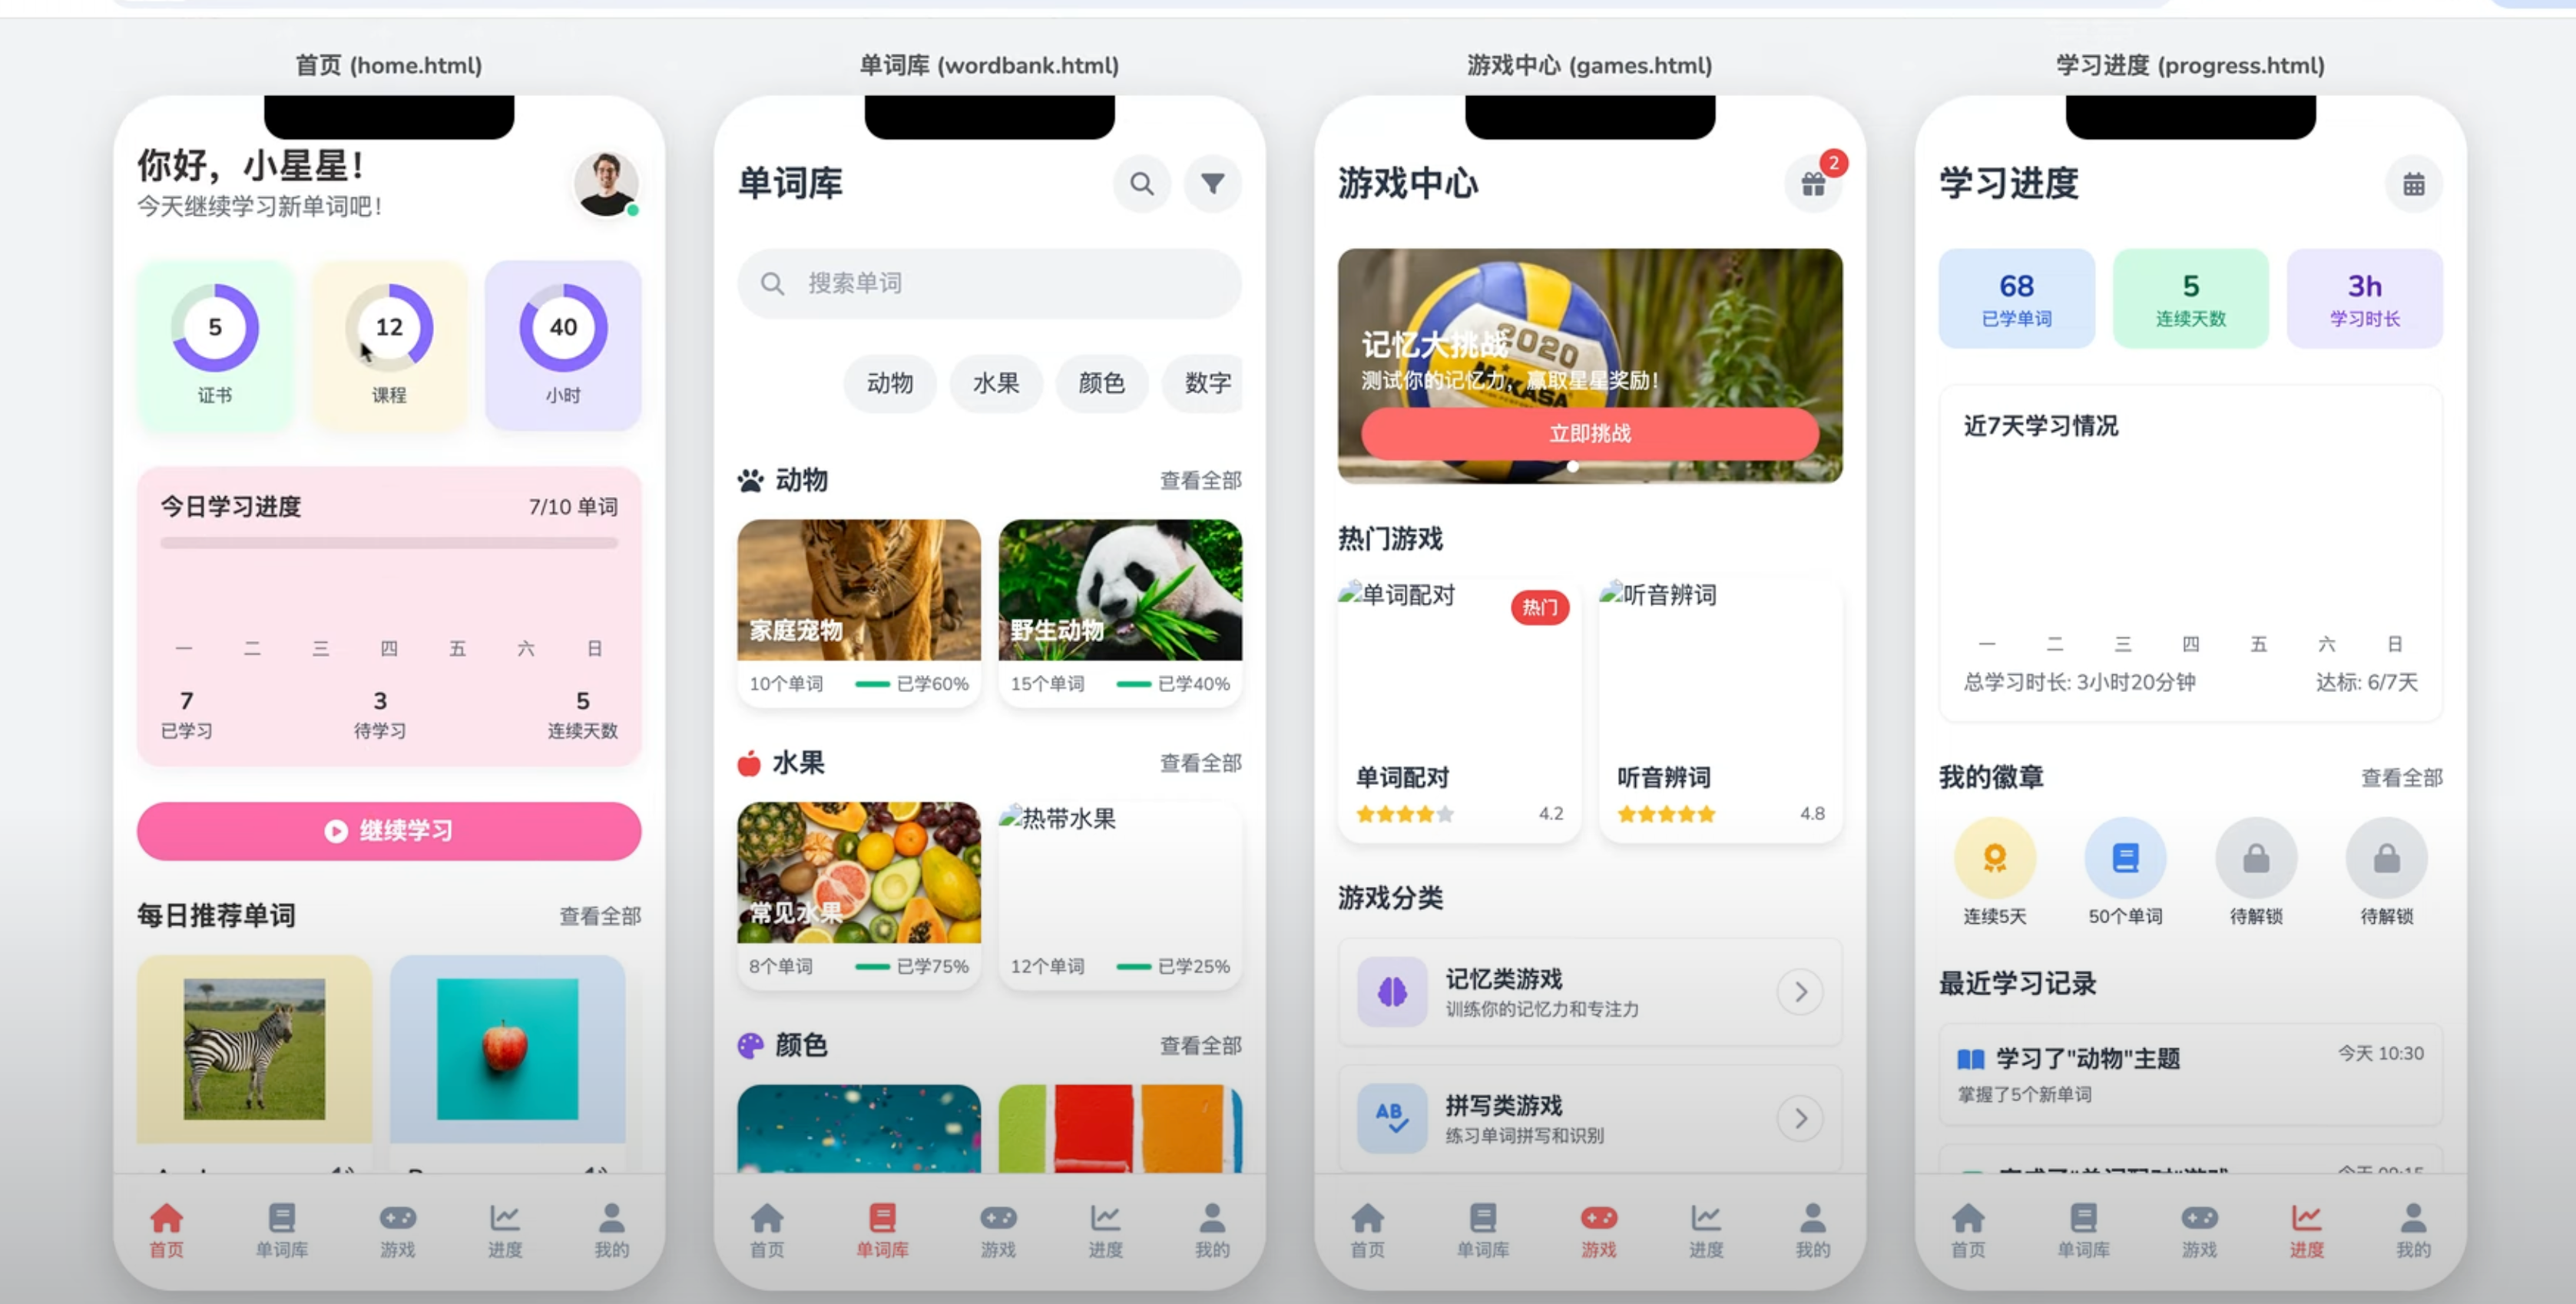 首页 (home.html)
你好，小星星！
今天继续学习新单词吧！
5
证书
12
课程
40
小时
今日学习进度
7/10 单词
一 二 三 四 五 六 日
7
已学习
3
待学习
5
连续天数
继续学习
每日推荐单词
查看全部
首页
单词库
游戏
进度
我的
单词库 (wordbank.html)
单词库
搜索单词
动物
水果
颜色
数字
动物
查看全部
家庭宠物
10个单词
已学60%
野生动物
15个单词
已学40%
水果
查看全部
常见水果
8个单词
已学75%
热带水果
12个单词
已学25%
颜色
查看全部
首页
单词库
游戏
进度
我的
游戏中心 (games.html)
游戏中心
2
2020
MIKASA
记忆大挑战
测试你的记忆力，赢取星星奖励！
立即挑战
热门游戏
单词配对
热门
单词配对
4.2
听音辨词
听音辨词
4.8
游戏分类
记忆类游戏
训练你的记忆力和专注力
AB
拼写类游戏
练习单词拼写和识别
首页
单词库
游戏
进度
我的
学习进度 (progress.html)
学习进度
68
已学单词
5
连续天数
3h
学习时长
近7天学习情况
一 二 三 四 五 六 日
总学习时长: 3小时20分钟
达标: 6/7天
我的徽章
查看全部
连续5天
50个单词
待解锁
待解锁
最近学习记录
学习了"动物"主题
今天 10:30
掌握了5个新单词
首页
单词库
游戏
进度
我的